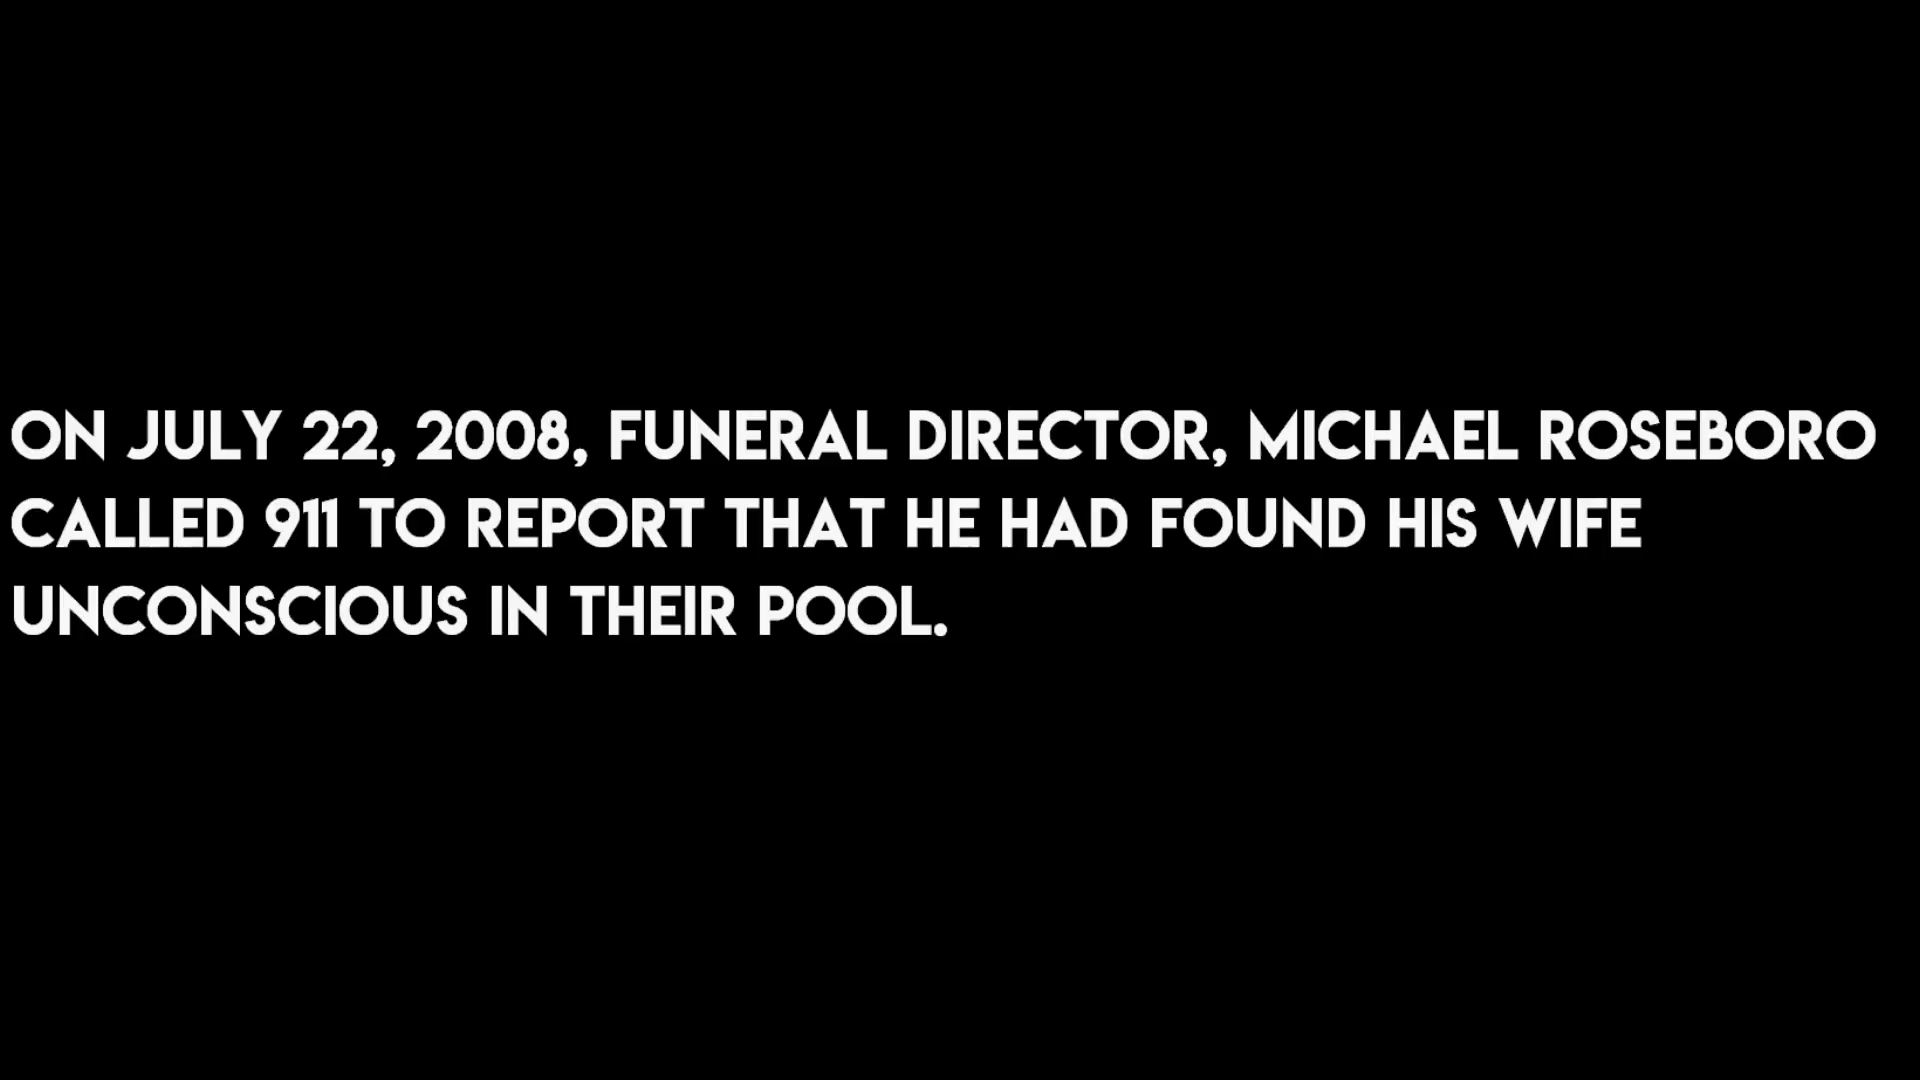 ON JULY 22, 2008, FUNERAL DIRECTOR, MICHAEL ROSEBORO
CALLED 911 TO REPORT THAT HE HAD FOUND HIS WIFE
UNCONSCIOUS IN THEIR POOL.